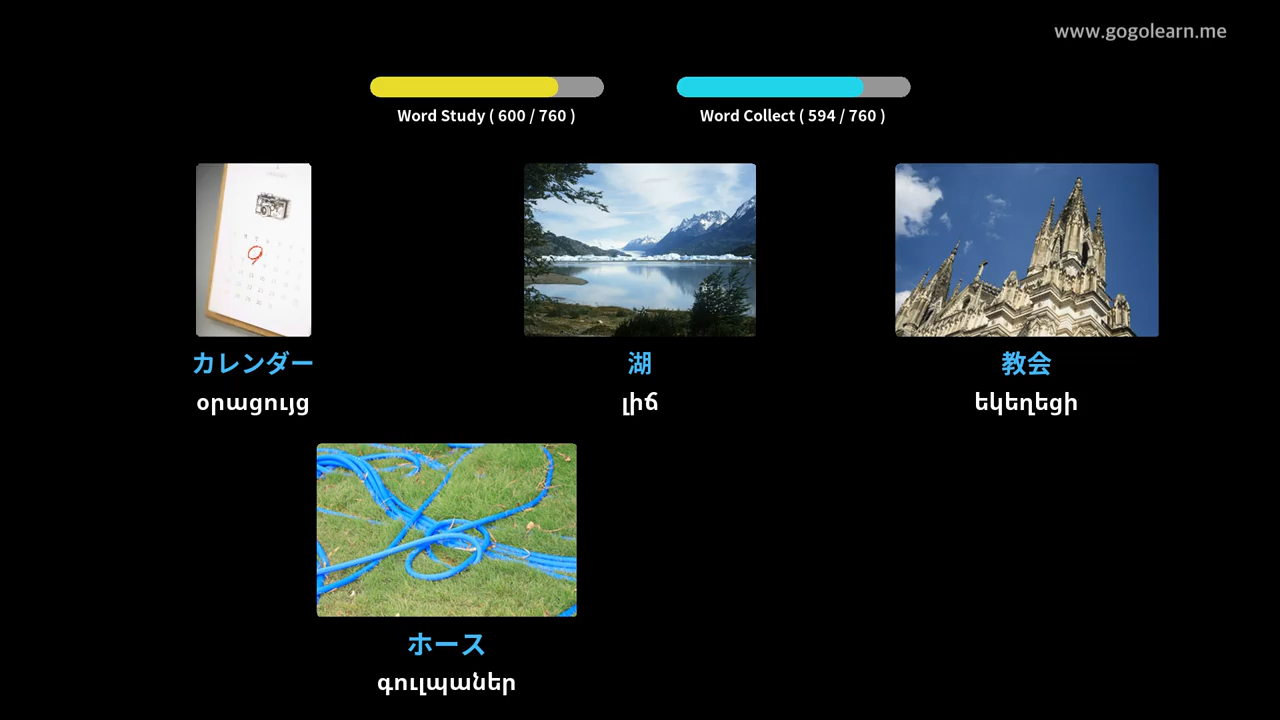 www.gogolearn.me
Word Study ( 600 / 760 )
Word Collect ( 594 / 760 )
カレンダー
օրացույց
湖
լիճ
教会
եկեղեցի
ホース
գուլպաներ